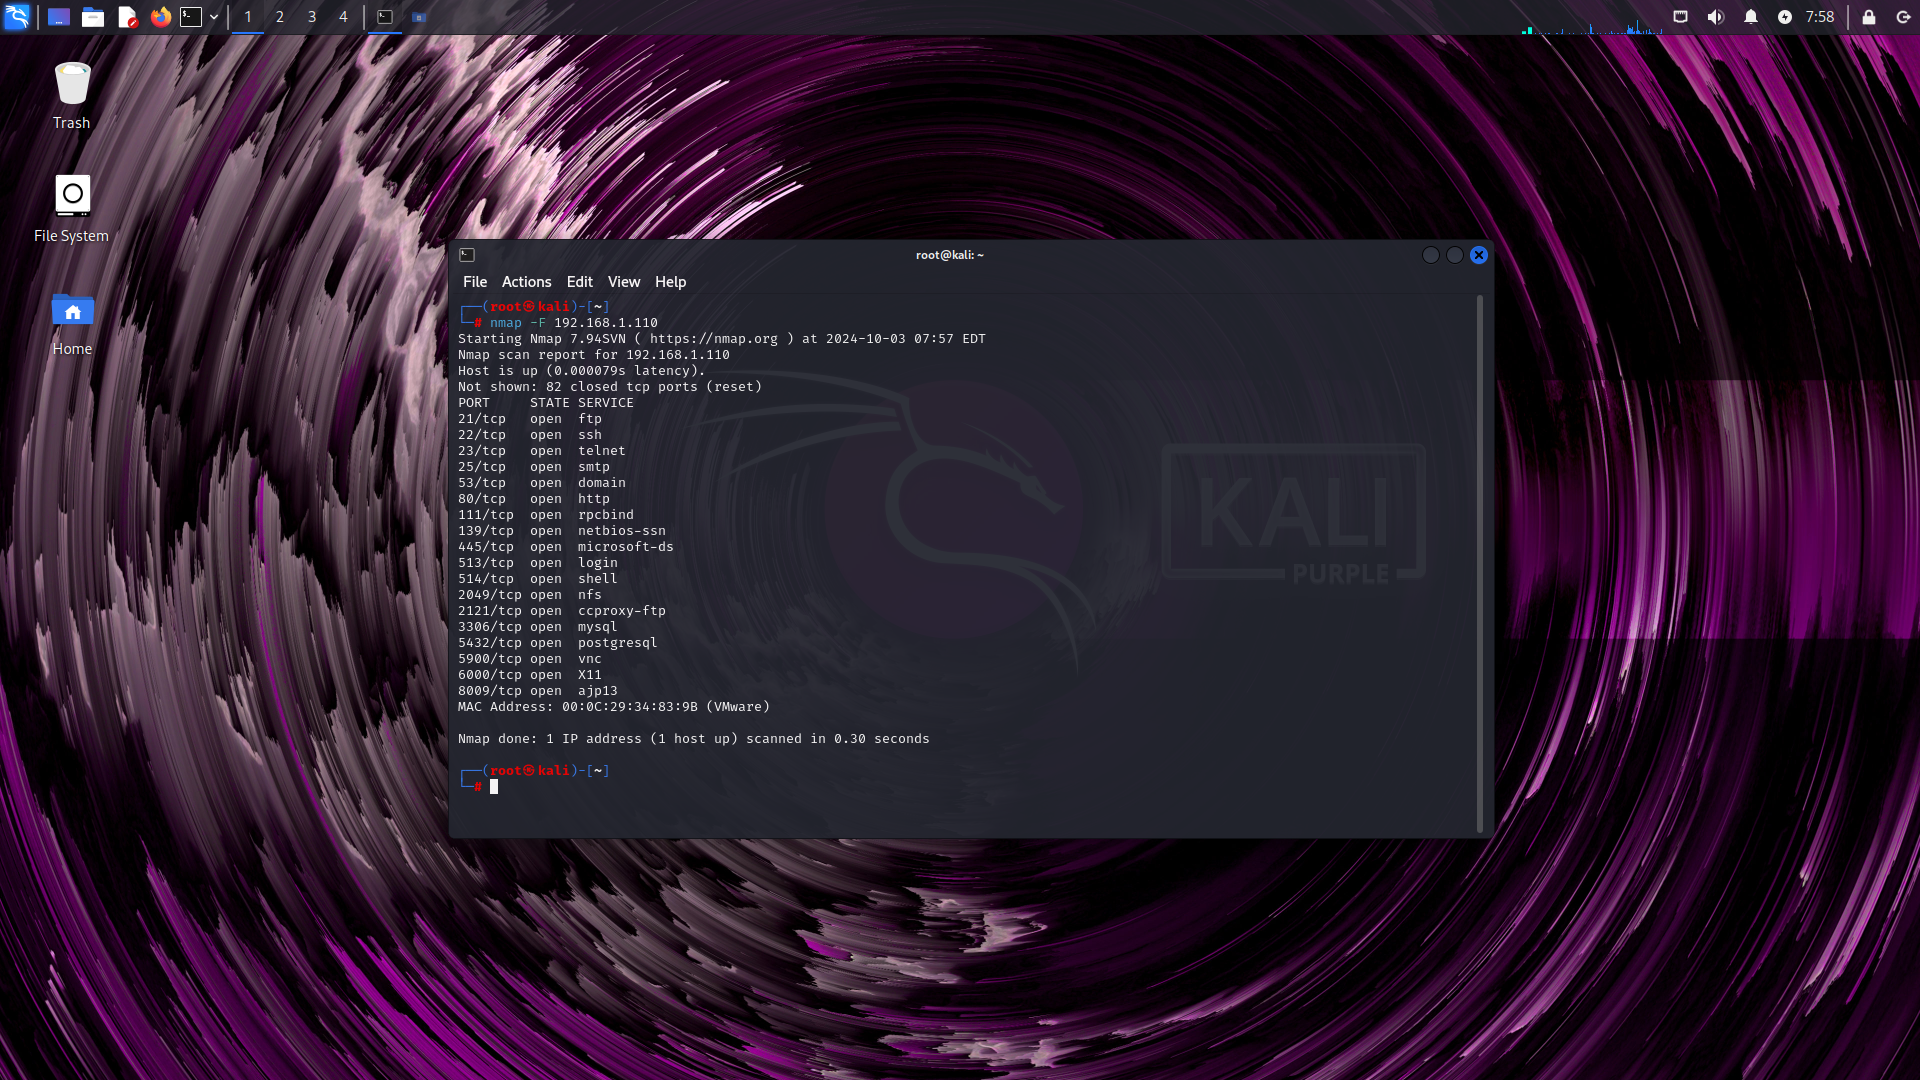 1 2 3 4
7:58
Trash
File System
Home
root@kali: ~
File Actions Edit View Help
┌──(root㉿kali)-[~]
└─# nmap -F 192.168.1.110
Starting Nmap 7.94SVN ( https://nmap.org ) at 2024-10-03 07:57 EDT
Nmap scan report for 192.168.1.110
Host is up (0.000079s latency).
Not shown: 82 closed tcp ports (reset)
PORT     STATE SERVICE
21/tcp   open  ftp
22/tcp   open  ssh
23/tcp   open  telnet
25/tcp   open  smtp
53/tcp   open  domain
80/tcp   open  http
111/tcp  open  rpcbind
139/tcp  open  netbios-ssn
445/tcp  open  microsoft-ds
513/tcp  open  login
514/tcp  open  shell
2049/tcp open  nfs
2121/tcp open  ccproxy-ftp
3306/tcp open  mysql
5432/tcp open  postgresql
5900/tcp open  vnc
6000/tcp open  X11
8009/tcp open  ajp13
MAC Address: 00:0C:29:34:83:9B (VMware)
Nmap done: 1 IP address (1 host up) scanned in 0.30 seconds
┌──(root㉿kali)-[~]
└─#
KALI
PURPLE